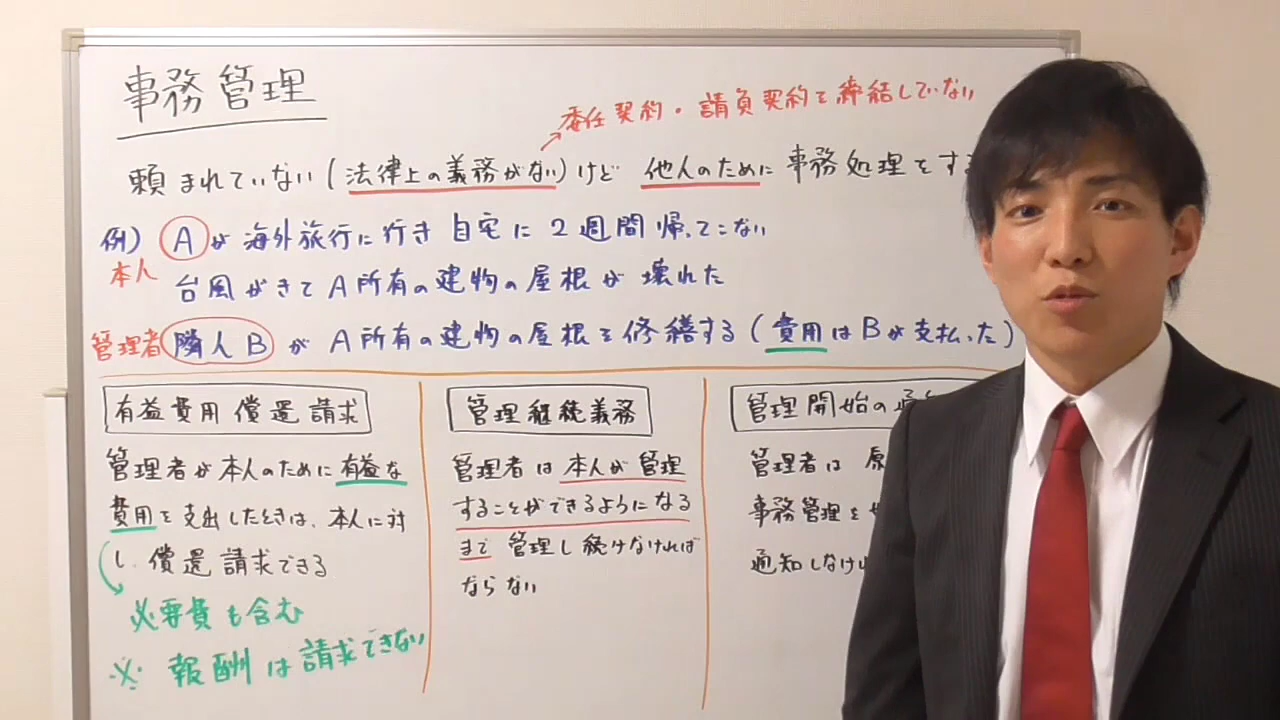 事務管理
委任契約・請負契約を締結していない
頼まれていない(法律上の義務がない)けど 他人のために 事務処理をする
例) Aが 海外旅行に行き 自宅に 2週間帰ってこない
本人
台風がきて A所有の建物の屋根が 壊れた
管理者 隣人Bが A所有の建物の屋根を修繕する(費用はBが支払った)
有益費用償還請求
管理者が本人のために有益な
費用を支出したときは、本人に対
し、償還請求できる
必要費も含む
※ 報酬は請求できない
管理継続義務
管理者は本人が管理
することができるようになる
まで管理し続けなければ
ならない
管理開始の
管理者は
事務管理を
通知しなけ